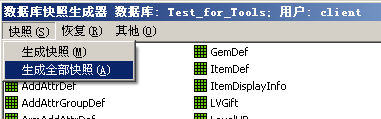 数据库快照生成器 数据库: Test_for_Tools; 用户: client
快照(S) 恢复(R) 其他(O)
生成快照(M)
生成全部快照(A)
AddAttrDef
AddAttrGroupDef
GemDef
ItemDef
ItemDisplayInfo
LVGift